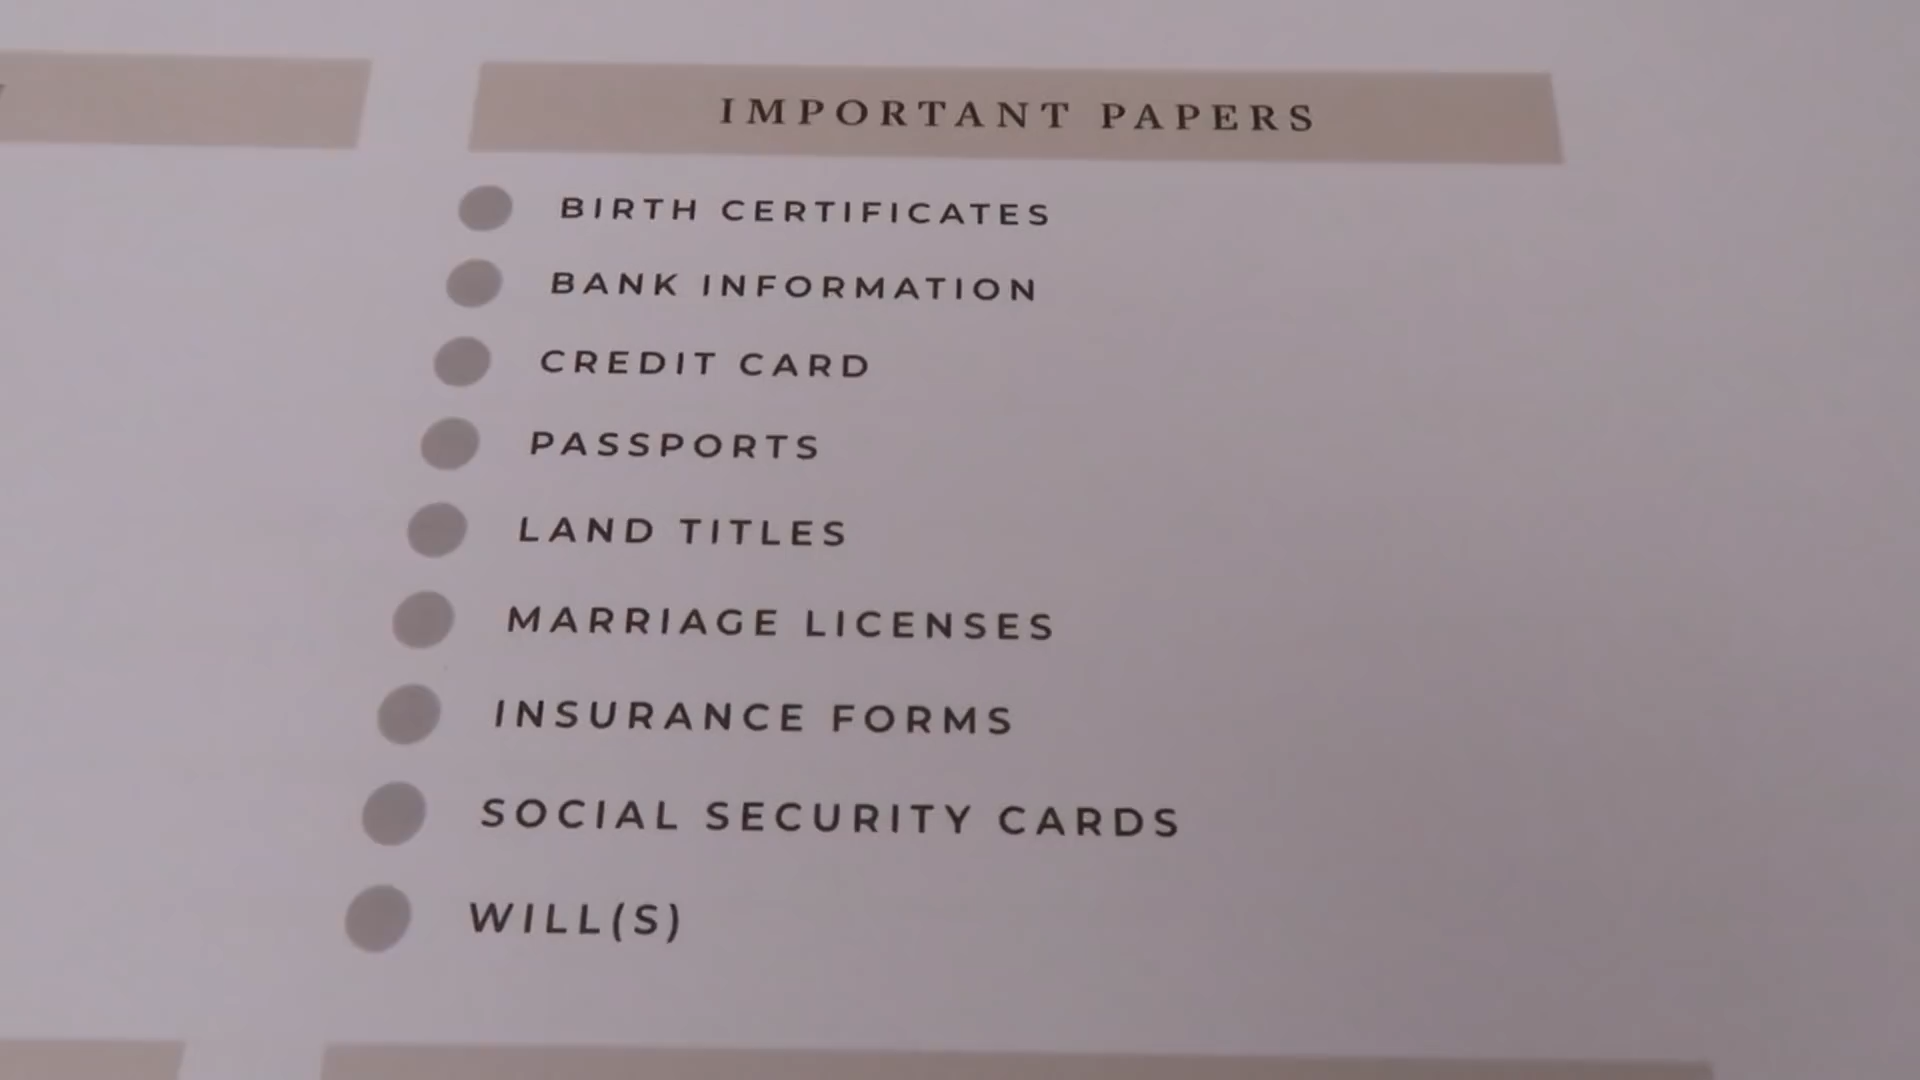 IMPORTANT PAPERS
BIRTH CERTIFICATES
BANK INFORMATION
CREDIT CARD
PASSPORTS
LAND TITLES
MARRIAGE LICENSES
INSURANCE FORMS
SOCIAL SECURITY CARDS
WILL(S)